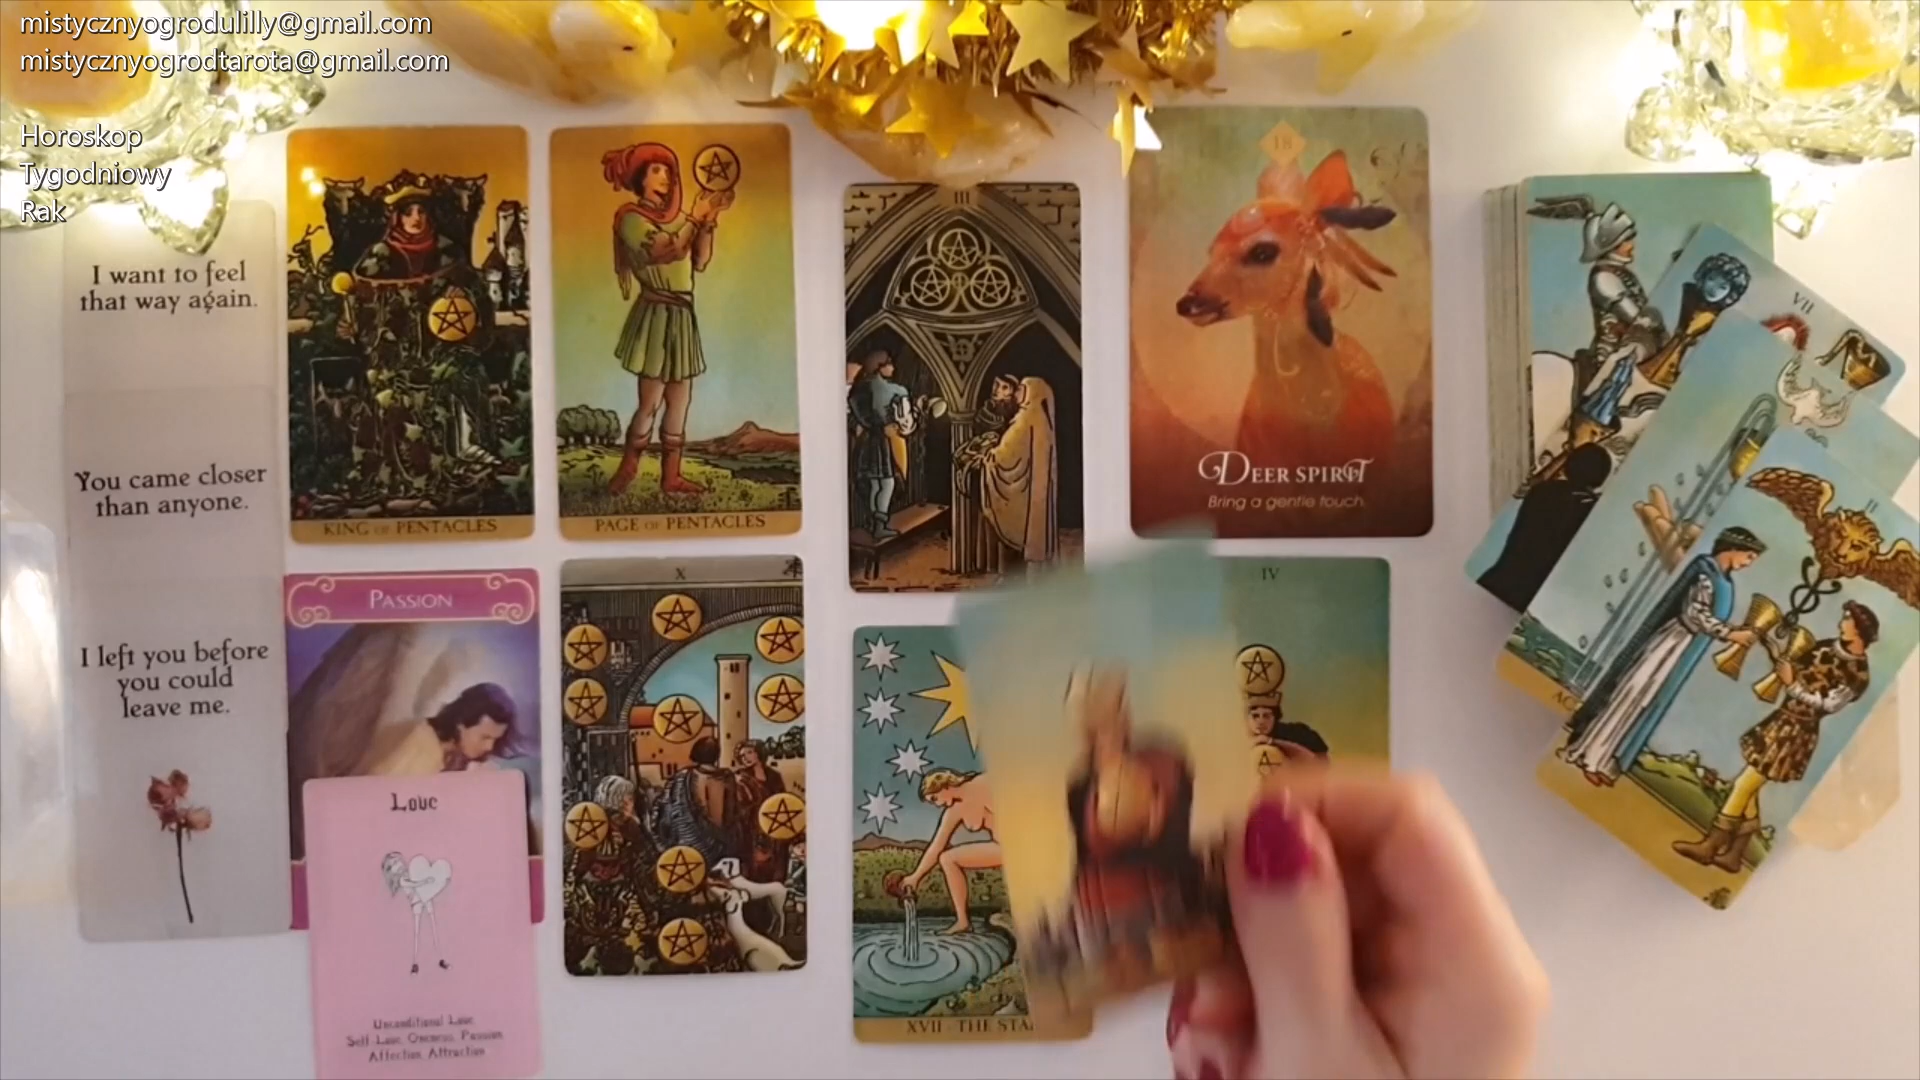 mistycznyogrodulilly@gmail.com
mistycznyogrodtarota@gmail.com
Horoskop
Tygodniowy
Rak
I want to feel
that way again.
You came closer
than anyone.
I left you before
you could
leave me.
KING OF PENTACLES
PAGE OF PENTACLES
III
18
DEER SPIRIT
Bring a gentle touch.
PASSION
Love
Unconditional Love
Self Love, Oneness, Passion
Affection, Attraction
X
XVII · THE STA
IV
VII
AC
II